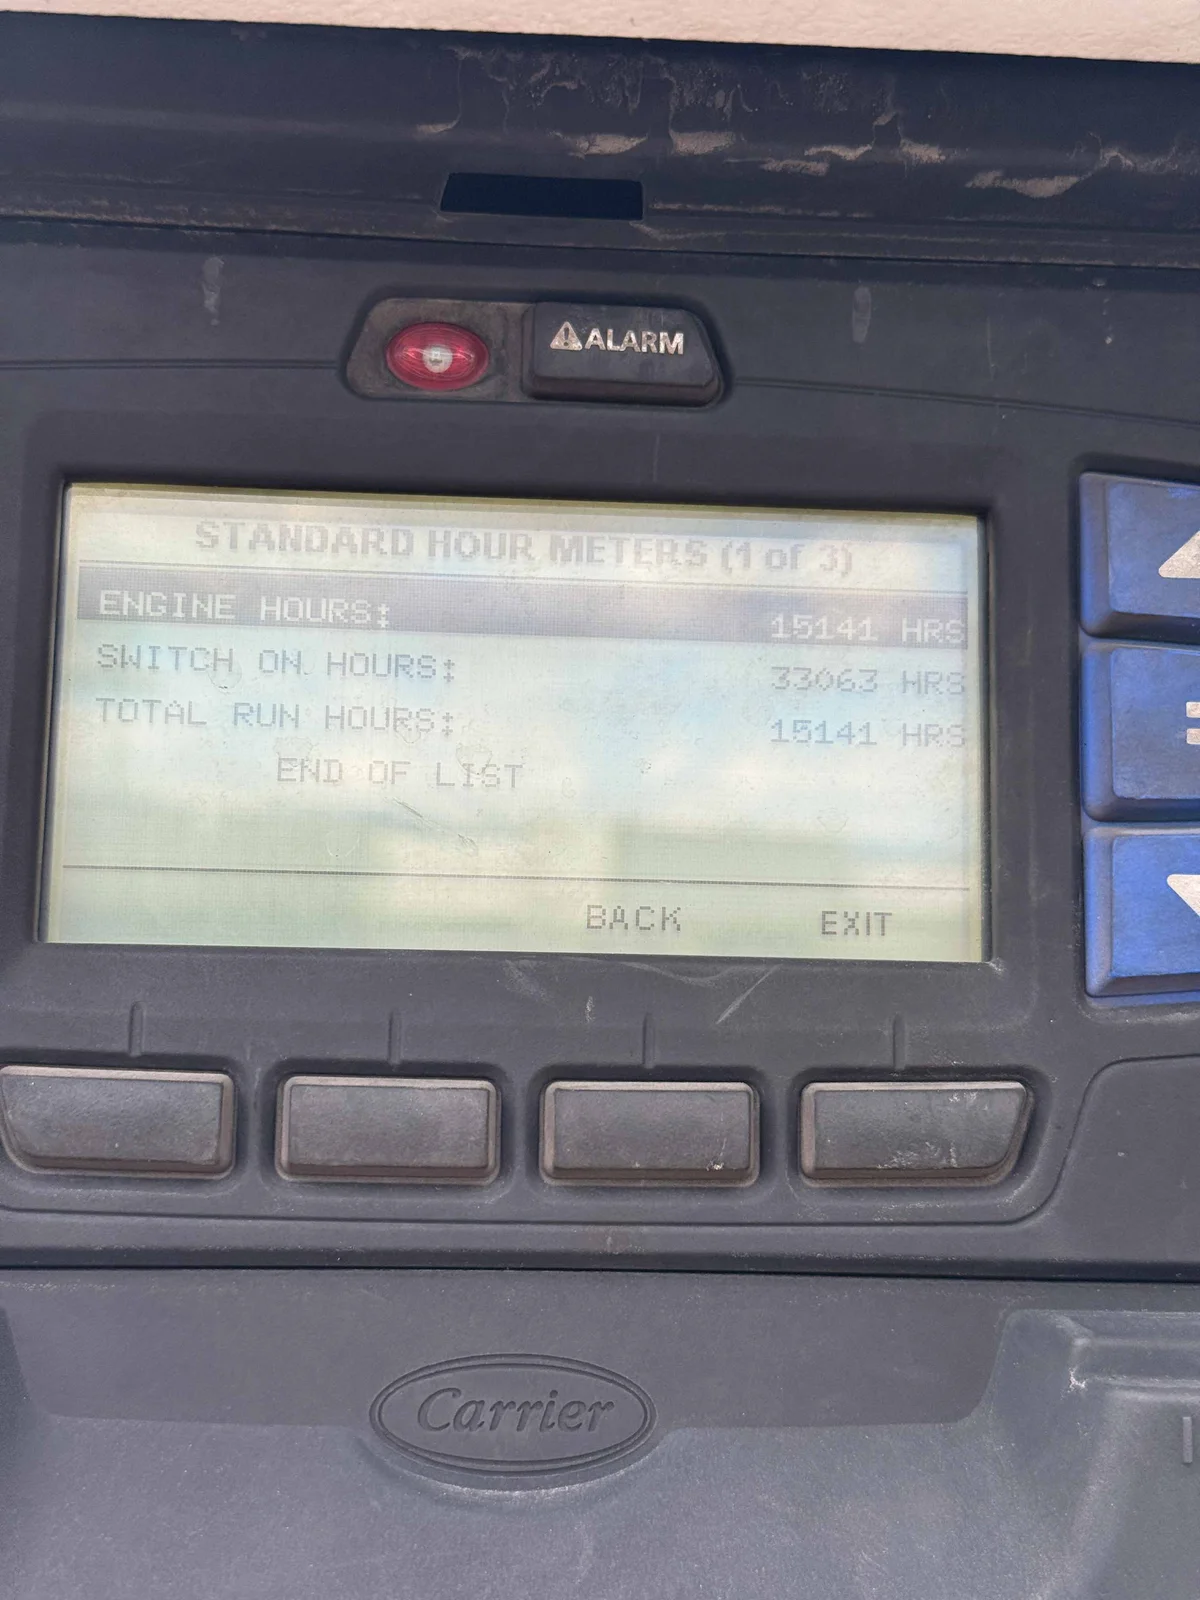 ⚠ALARM
STANDARD HOUR METERS (1 of 3)
ENGINE HOURS: 15141 HRS
SWITCH ON HOURS: 33063 HRS
TOTAL RUN HOURS: 15141 HRS
END OF LIST
BACK EXIT
Carrier